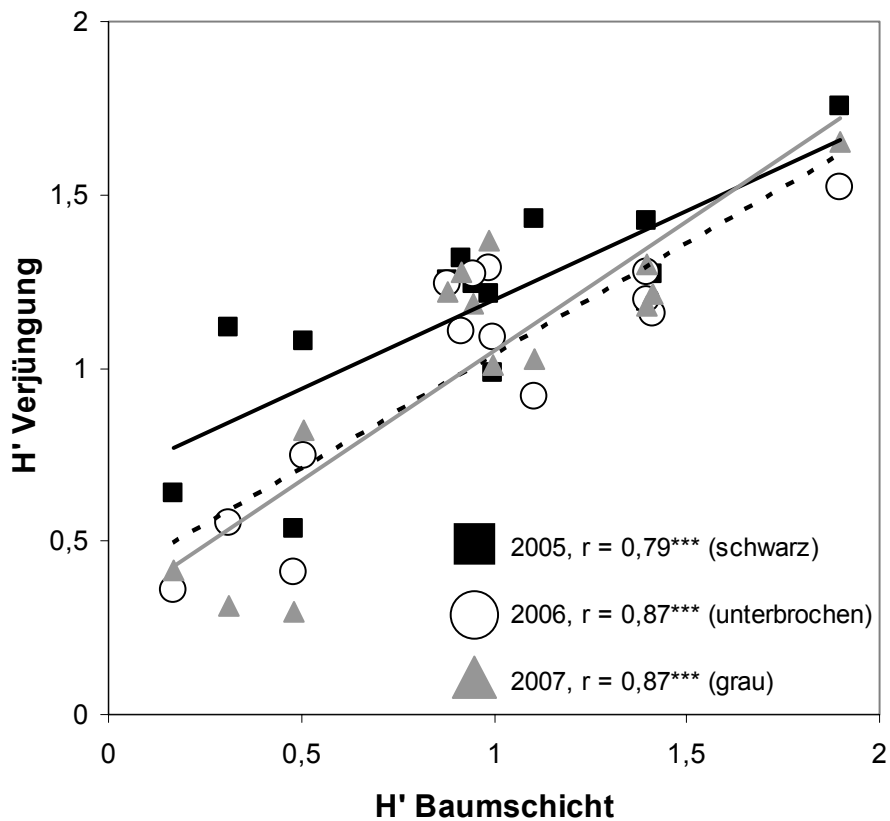 2
1,5
1
0,5
0
H' Verjüngung
2005, r = 0,79*** (schwarz)
2006, r = 0,87*** (unterbrochen)
2007, r = 0,87*** (grau)
0 0,5 1 1,5 2
H' Baumschicht